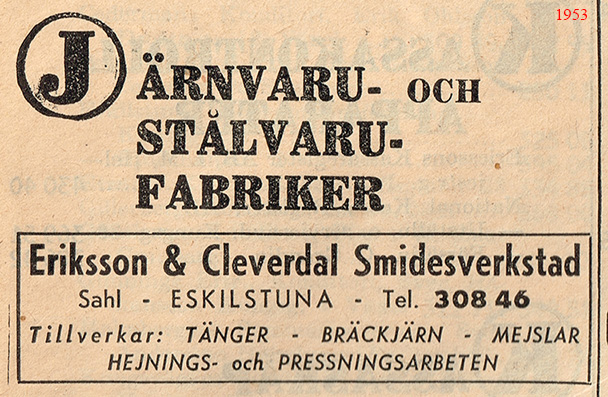 1953
JÄRNVARU- OCH
STÅLVARU-
FABRIKER
Eriksson & Cleverdal Smidesverkstad
Sahl - ESKILSTUNA - Tel. 308 46
Tillverkar: TÄNGER - BRÄCKJÄRN - MEJSLAR
HEJNINGS- och PRESSNINGSARBETEN